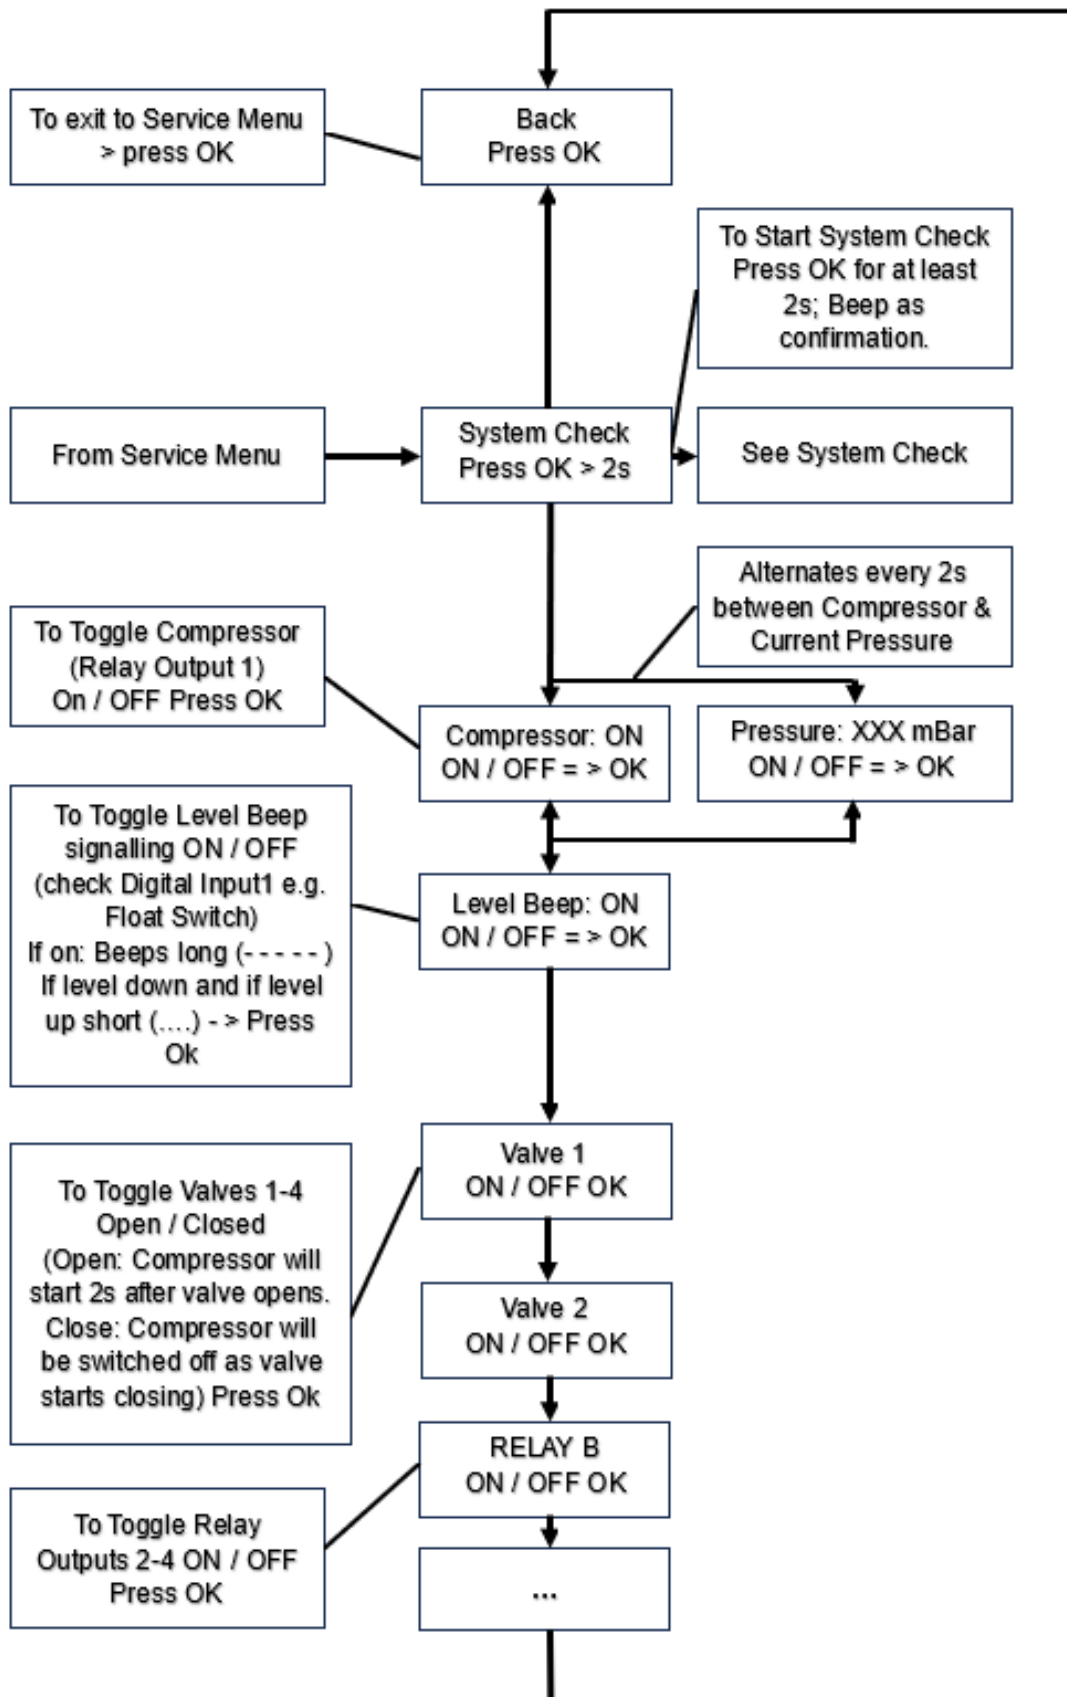 To exit to Service Menu
> press OK
Back
Press OK
To Start System Check
Press OK for at least
2s; Beep as
confirmation.
From Service Menu
System Check
Press OK > 2s
See System Check
Alternates every 2s
between Compressor &
Current Pressure
To Toggle Compressor
(Relay Output 1)
On / OFF Press OK
Compressor: ON
ON / OFF = > OK
Pressure: XXX mBar
ON / OFF = > OK
To Toggle Level Beep
signalling ON / OFF
(check Digital Input1 e.g.
Float Switch)
If on: Beeps long (- - - - - )
If level down and if level
up short (....) - > Press
Ok
Level Beep: ON
ON / OFF = > OK
Valve 1
ON / OFF OK
To Toggle Valves 1-4
Open / Closed
(Open: Compressor will
start 2s after valve opens.
Close: Compressor will
be switched off as valve
starts closing) Press Ok
Valve 2
ON / OFF OK
RELAY B
ON / OFF OK
To Toggle Relay
Outputs 2-4 ON / OFF
Press OK
...